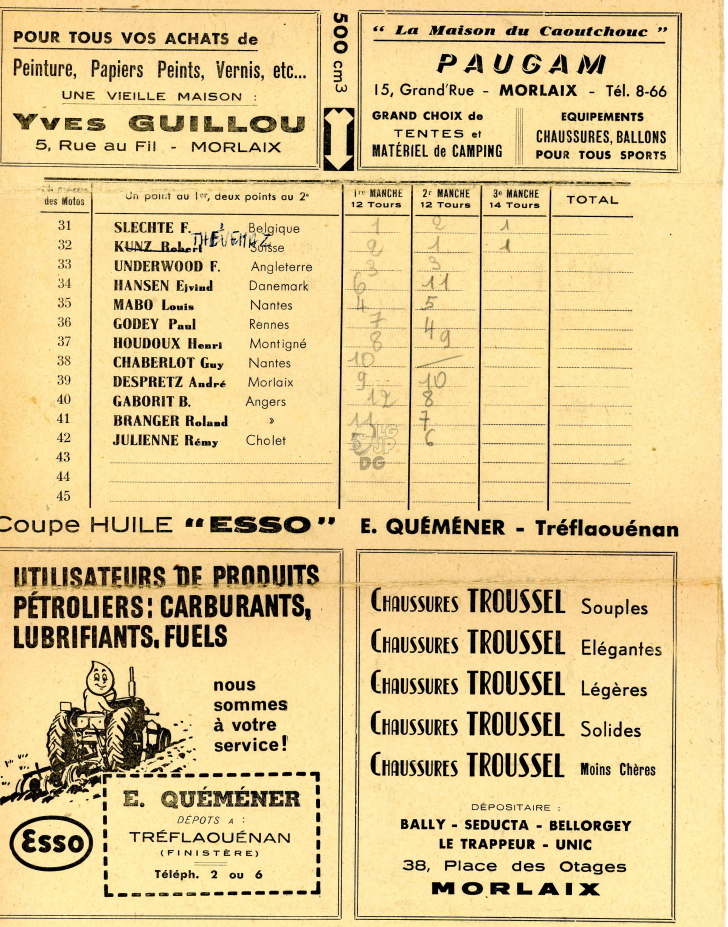 POUR TOUS VOS ACHATS de
Peinture, Papiers Peints, Vernis, etc...
UNE VIEILLE MAISON :
YVES GUILLOU
5, Rue au Fil - MORLAIX
500 cm3
“ La Maison du Caoutchouc ”
PAUGAM
15, Grand'Rue - MORLAIX - Tél. 8-66
GRAND CHOIX de
TENTES et
MATÉRIEL de CAMPING
EQUIPEMENTS
CHAUSSURES, BALLONS
POUR TOUS SPORTS
des Motos Un point au 1er, deux points au 2e 1re MANCHE 12 Tours 2e MANCHE 12 Tours 3e MANCHE 14 Tours TOTAL
31 SLECHTE F. Belgique 1 2 1
32 KUNZ Robert THEVENAZ Suisse 2 1 1
33 UNDERWOOD F. Angleterre 3 3
34 HANSEN Ejvind Danemark 6 11
35 MABO Louis Nantes 4 5
36 GODEY Paul Rennes 7 4
37 HOUDOUX Henri Montigné 8 9
38 CHABERLOT Guy Nantes 10 /
39 DESPRETZ André Morlaix 9 10
40 GABORIT B. Angers 12 8
41 BRANGER Roland » 11 7
42 JULIENNE Rémy Cholet 5 6
43 DG
44
45
Coupe HUILE “ESSO” E. QUÉMÉNER - Tréflaouénan
UTILISATEURS DE PRODUITS
PÉTROLIERS: CARBURANTS,
LUBRIFIANTS, FUELS
nous
sommes
à votre
service!
Esso
E. QUÉMÉNER
DÉPOTS A :
TRÉFLAOUÉNAN
(FINISTÈRE)
Téléph. 2 ou 6
CHAUSSURES TROUSSEL Souples
CHAUSSURES TROUSSEL Elégantes
CHAUSSURES TROUSSEL Légères
CHAUSSURES TROUSSEL Solides
CHAUSSURES TROUSSEL Moins Chères
DÉPOSITAIRE :
BALLY - SEDUCTA - BELLORGEY
LE TRAPPEUR - UNIC
38, Place des Otages
MORLAIX